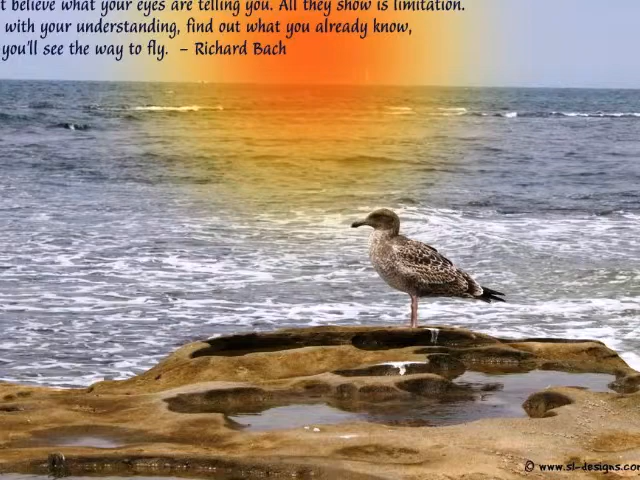 t believe what your eyes are telling you. All they show is limitation.
with your understanding, find out what you already know,
you'll see the way to fly. – Richard Bach
© www.sl-designs.com